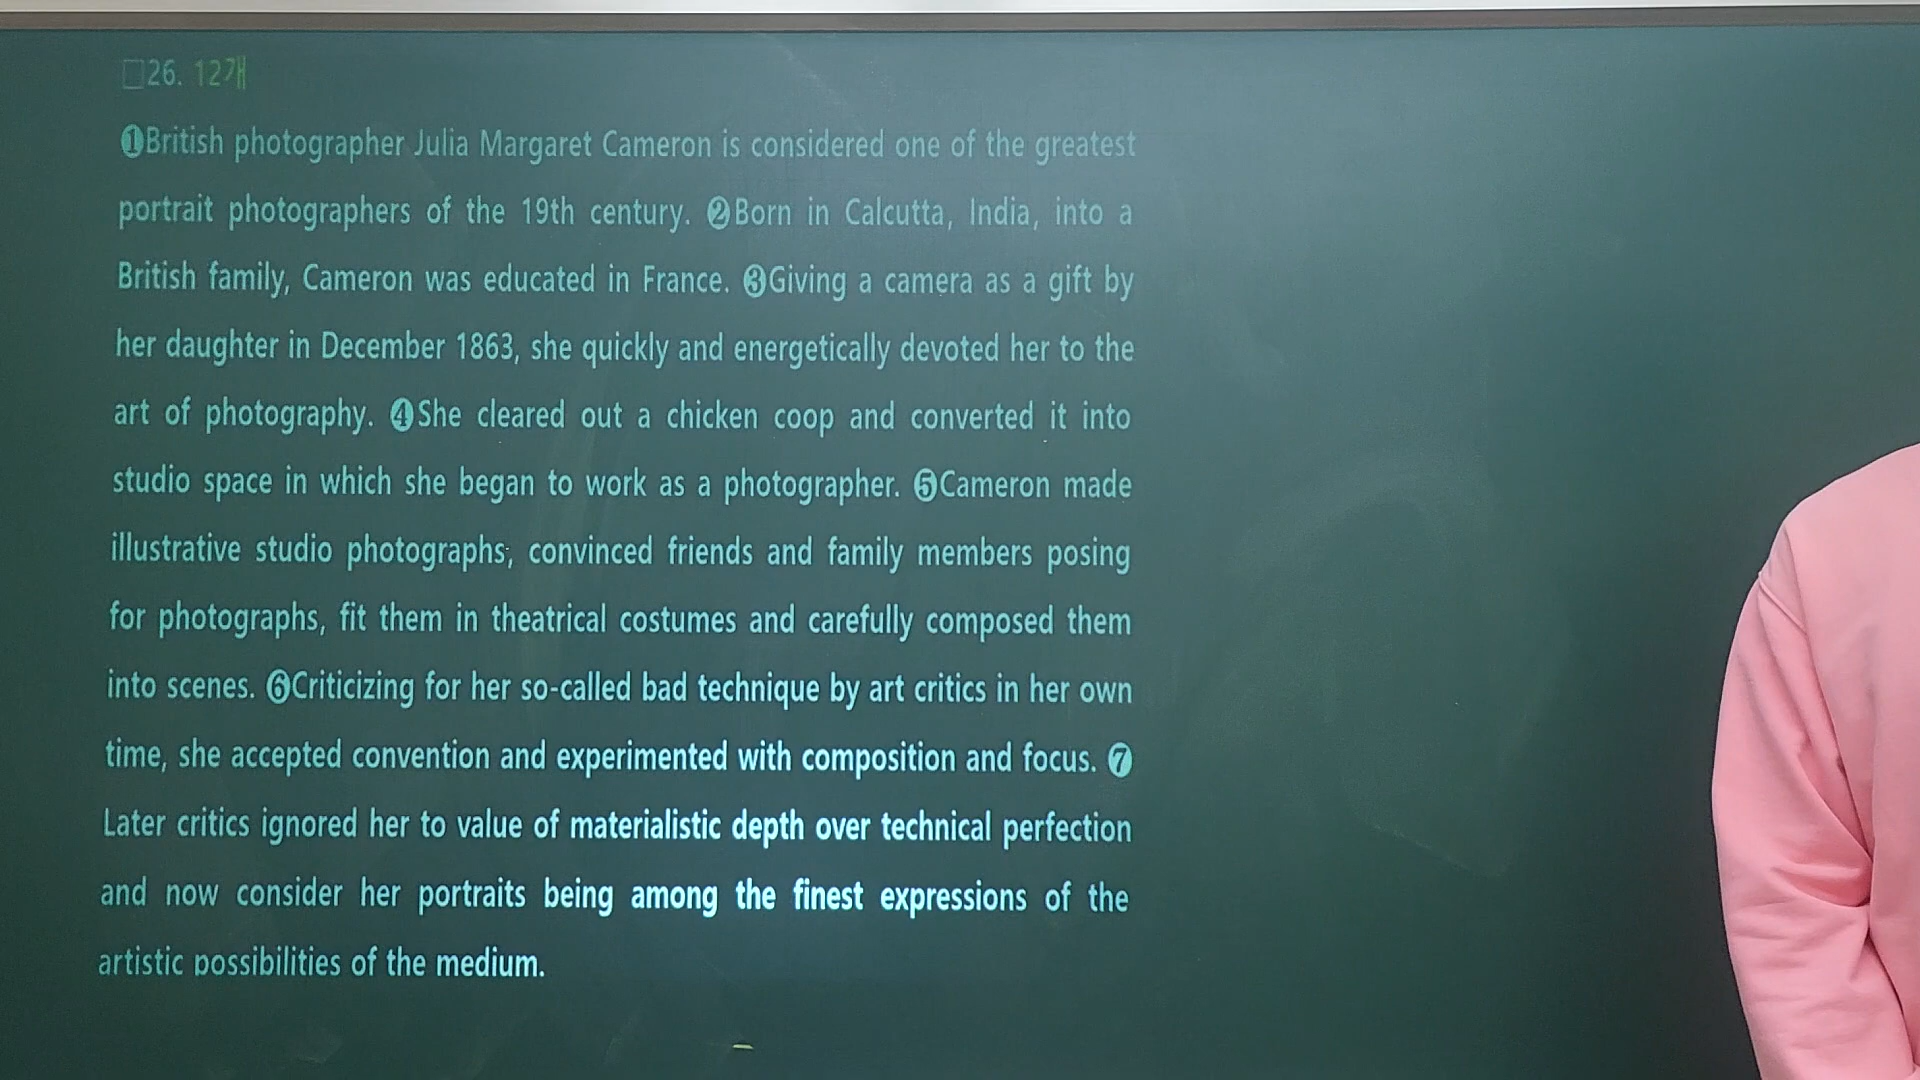 □26. 12개
❶British photographer Julia Margaret Cameron is considered one of the greatest
portrait photographers of the 19th century. ❷Born in Calcutta, India, into a
British family, Cameron was educated in France. ❸Giving a camera as a gift by
her daughter in December 1863, she quickly and energetically devoted her to the
art of photography. ❹She cleared out a chicken coop and converted it into
studio space in which she began to work as a photographer. ❺Cameron made
illustrative studio photographs, convinced friends and family members posing
for photographs, fit them in theatrical costumes and carefully composed them
into scenes. ❻Criticizing for her so-called bad technique by art critics in her own
time, she accepted convention and experimented with composition and focus. ❼
Later critics ignored her to value of materialistic depth over technical perfection
and now consider her portraits being among the finest expressions of the
artistic possibilities of the medium.